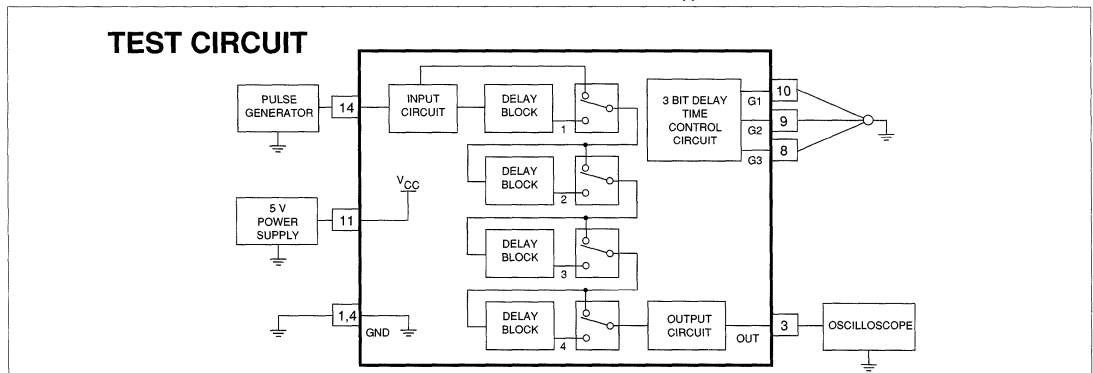 TEST CIRCUIT
PULSE
GENERATOR
14
INPUT
CIRCUIT
DELAY
BLOCK
1
3 BIT DELAY
TIME
CONTROL
CIRCUIT
G1
10
G2
9
G3
8
DELAY
BLOCK
2
VCC
5 V
POWER
SUPPLY
11
DELAY
BLOCK
3
1,4
GND
DELAY
BLOCK
4
OUTPUT
CIRCUIT
OUT
3
OSCILLOSCOPE